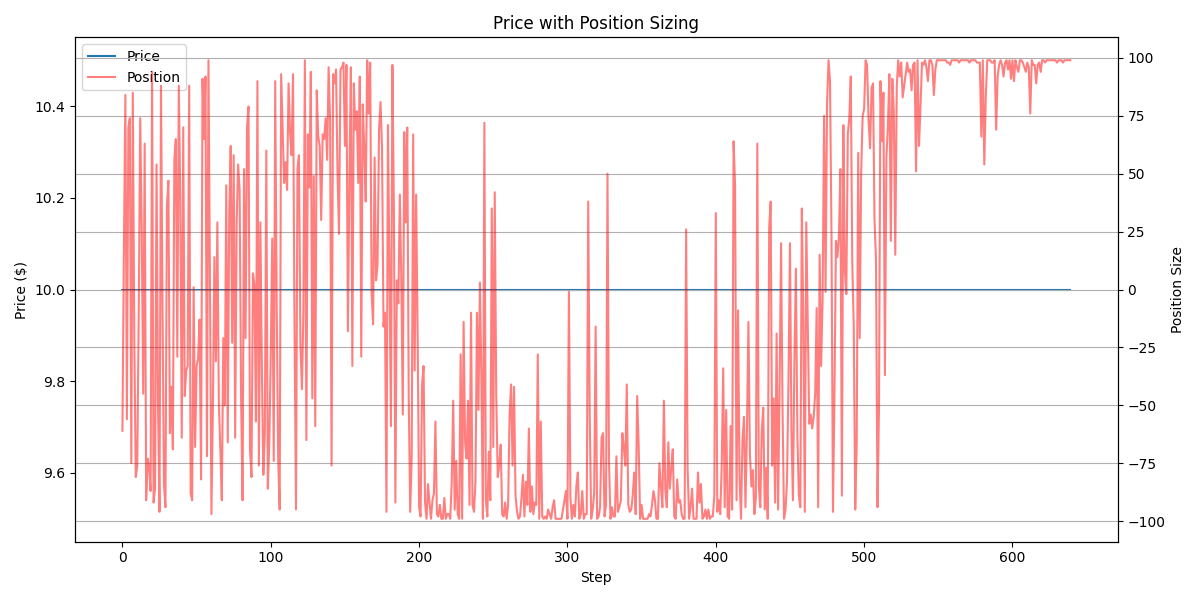 Price with Position Sizing
Price
Position
10.4
10.2
10.0
9.8
9.6
Price ($)
100
75
50
25
0
−25
−50
−75
−100
Position Size
0 100 200 300 400 500 600
Step